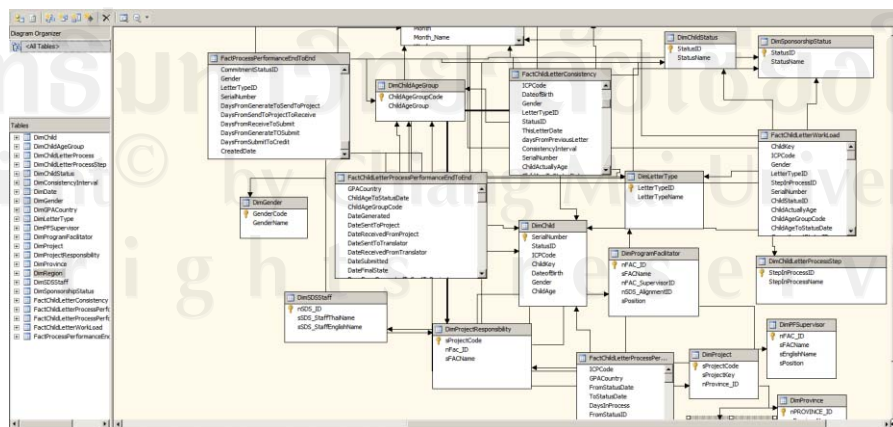 Diagram Organizer
<All Tables>
Tables
DimChild
DimChildAgeGroup
DimChildLetterProcess
DimChildLetterProcessStep
DimChildStatus
DimConsistencyInterval
DimDate
DimGender
DimGPACountry
DimLetterType
DimPFSupervisor
DimProgramFacilitator
DimProject
DimProjectResponsibility
DimProvince
DimRegion
DimSDSStaff
DimSponsorshipStatus
FactChildLetterConsistency
FactChildLetterProcessPerfo
FactChildLetterProcessPerfo
FactChildLetterWorkLoad
FactProcessPerformanceEnd
Month
Month_Name
FactProcessPerformanceEndToEnd
CommitmentStatusID
Gender
LetterTypeID
SerialNumber
DaysFromGenerateToSendToProject
DaysFromSendToProjectToReceive
DaysFromReceiveToSubmit
DaysFromGenerateTOSubmit
DaysFromSubmitToCredit
CreatedDate
DimChildAgeGroup
ChildAgeGroupCode
ChildAgeGroup
FactChildLetterConsistency
ICPCode
DateofBirth
Gender
LetterTypeID
StatusID
ThisLetterDate
daysFromPreviousLetter
ConsistencyInterval
SerialNumber
ChildActuallyAge
DimChildStatus
StatusID
StatusName
DimSponsorshipStatus
StatusID
StatusName
FactChildLetterWorkLoad
ChildKey
ICPCode
Gender
LetterTypeID
StepInProcessID
SerialNumber
ChildStatusID
ChildActuallyAge
ChildAgeGroupCode
ChildAgeToStatusDate
DimGender
GenderCode
GenderName
FactChildLetterProcessPerformanceEndToEnd
GPACountry
ChildAgeToStatusDate
ChildAgeGroupCode
DateGenerated
DateSentToProject
DateReceivedFromProject
DateSentToTranslator
DateReceivedFromTranslator
DateSubmitted
DateFinalState
DimLetterType
LetterTypeID
LetterTypeName
DimChild
SerialNumber
StatusID
ICPCode
ChildKey
DateofBirth
Gender
ChildAge
DimProgramFacilitator
nFAC_ID
sFACName
nFAC_SupervisorID
nSDS_AlignmentID
sPosition
DimChildLetterProcessStep
StepInProcessID
StepInProcessName
DimSDSStaff
nSDS_ID
sSDS_StaffThaiName
sSDS_StaffEnglishName
DimProjectResponsibility
sProjectCode
nFac_ID
sFACName
FactChildLetterProcessPer...
ICPCode
GPACountry
FromStatusDate
ToStatusDate
DaysInProcess
FromStatusID
DimProject
sProjectCode
sProjectKey
nProvince_ID
DimPFSupervisor
nFAC_ID
sFACName
sEnglishName
sPosition
DimProvince
nPROVINCE_ID